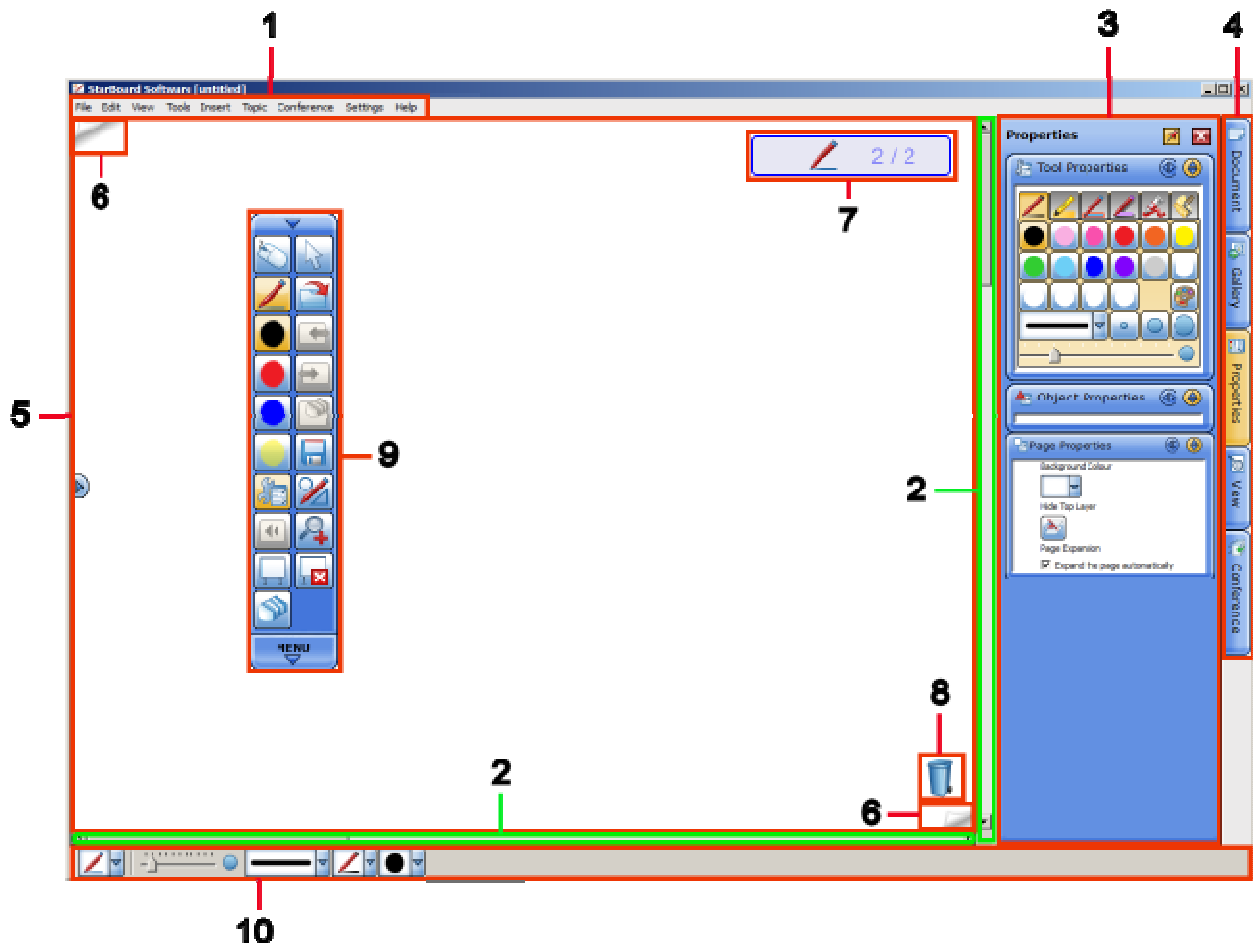 1
3
4
StarBoard Software [untitled]
File Edit View Tools Insert Topic Conference Settings Help
6
2 / 2
7
5
9
2
MENU
8
6
2
10
Properties
Tool Properties
Object Properties
Page Properties
Background Colour
Hide Top Layer
Page Expansion
Expand the page automatically
Document
Gallery
Properties
View
Conference